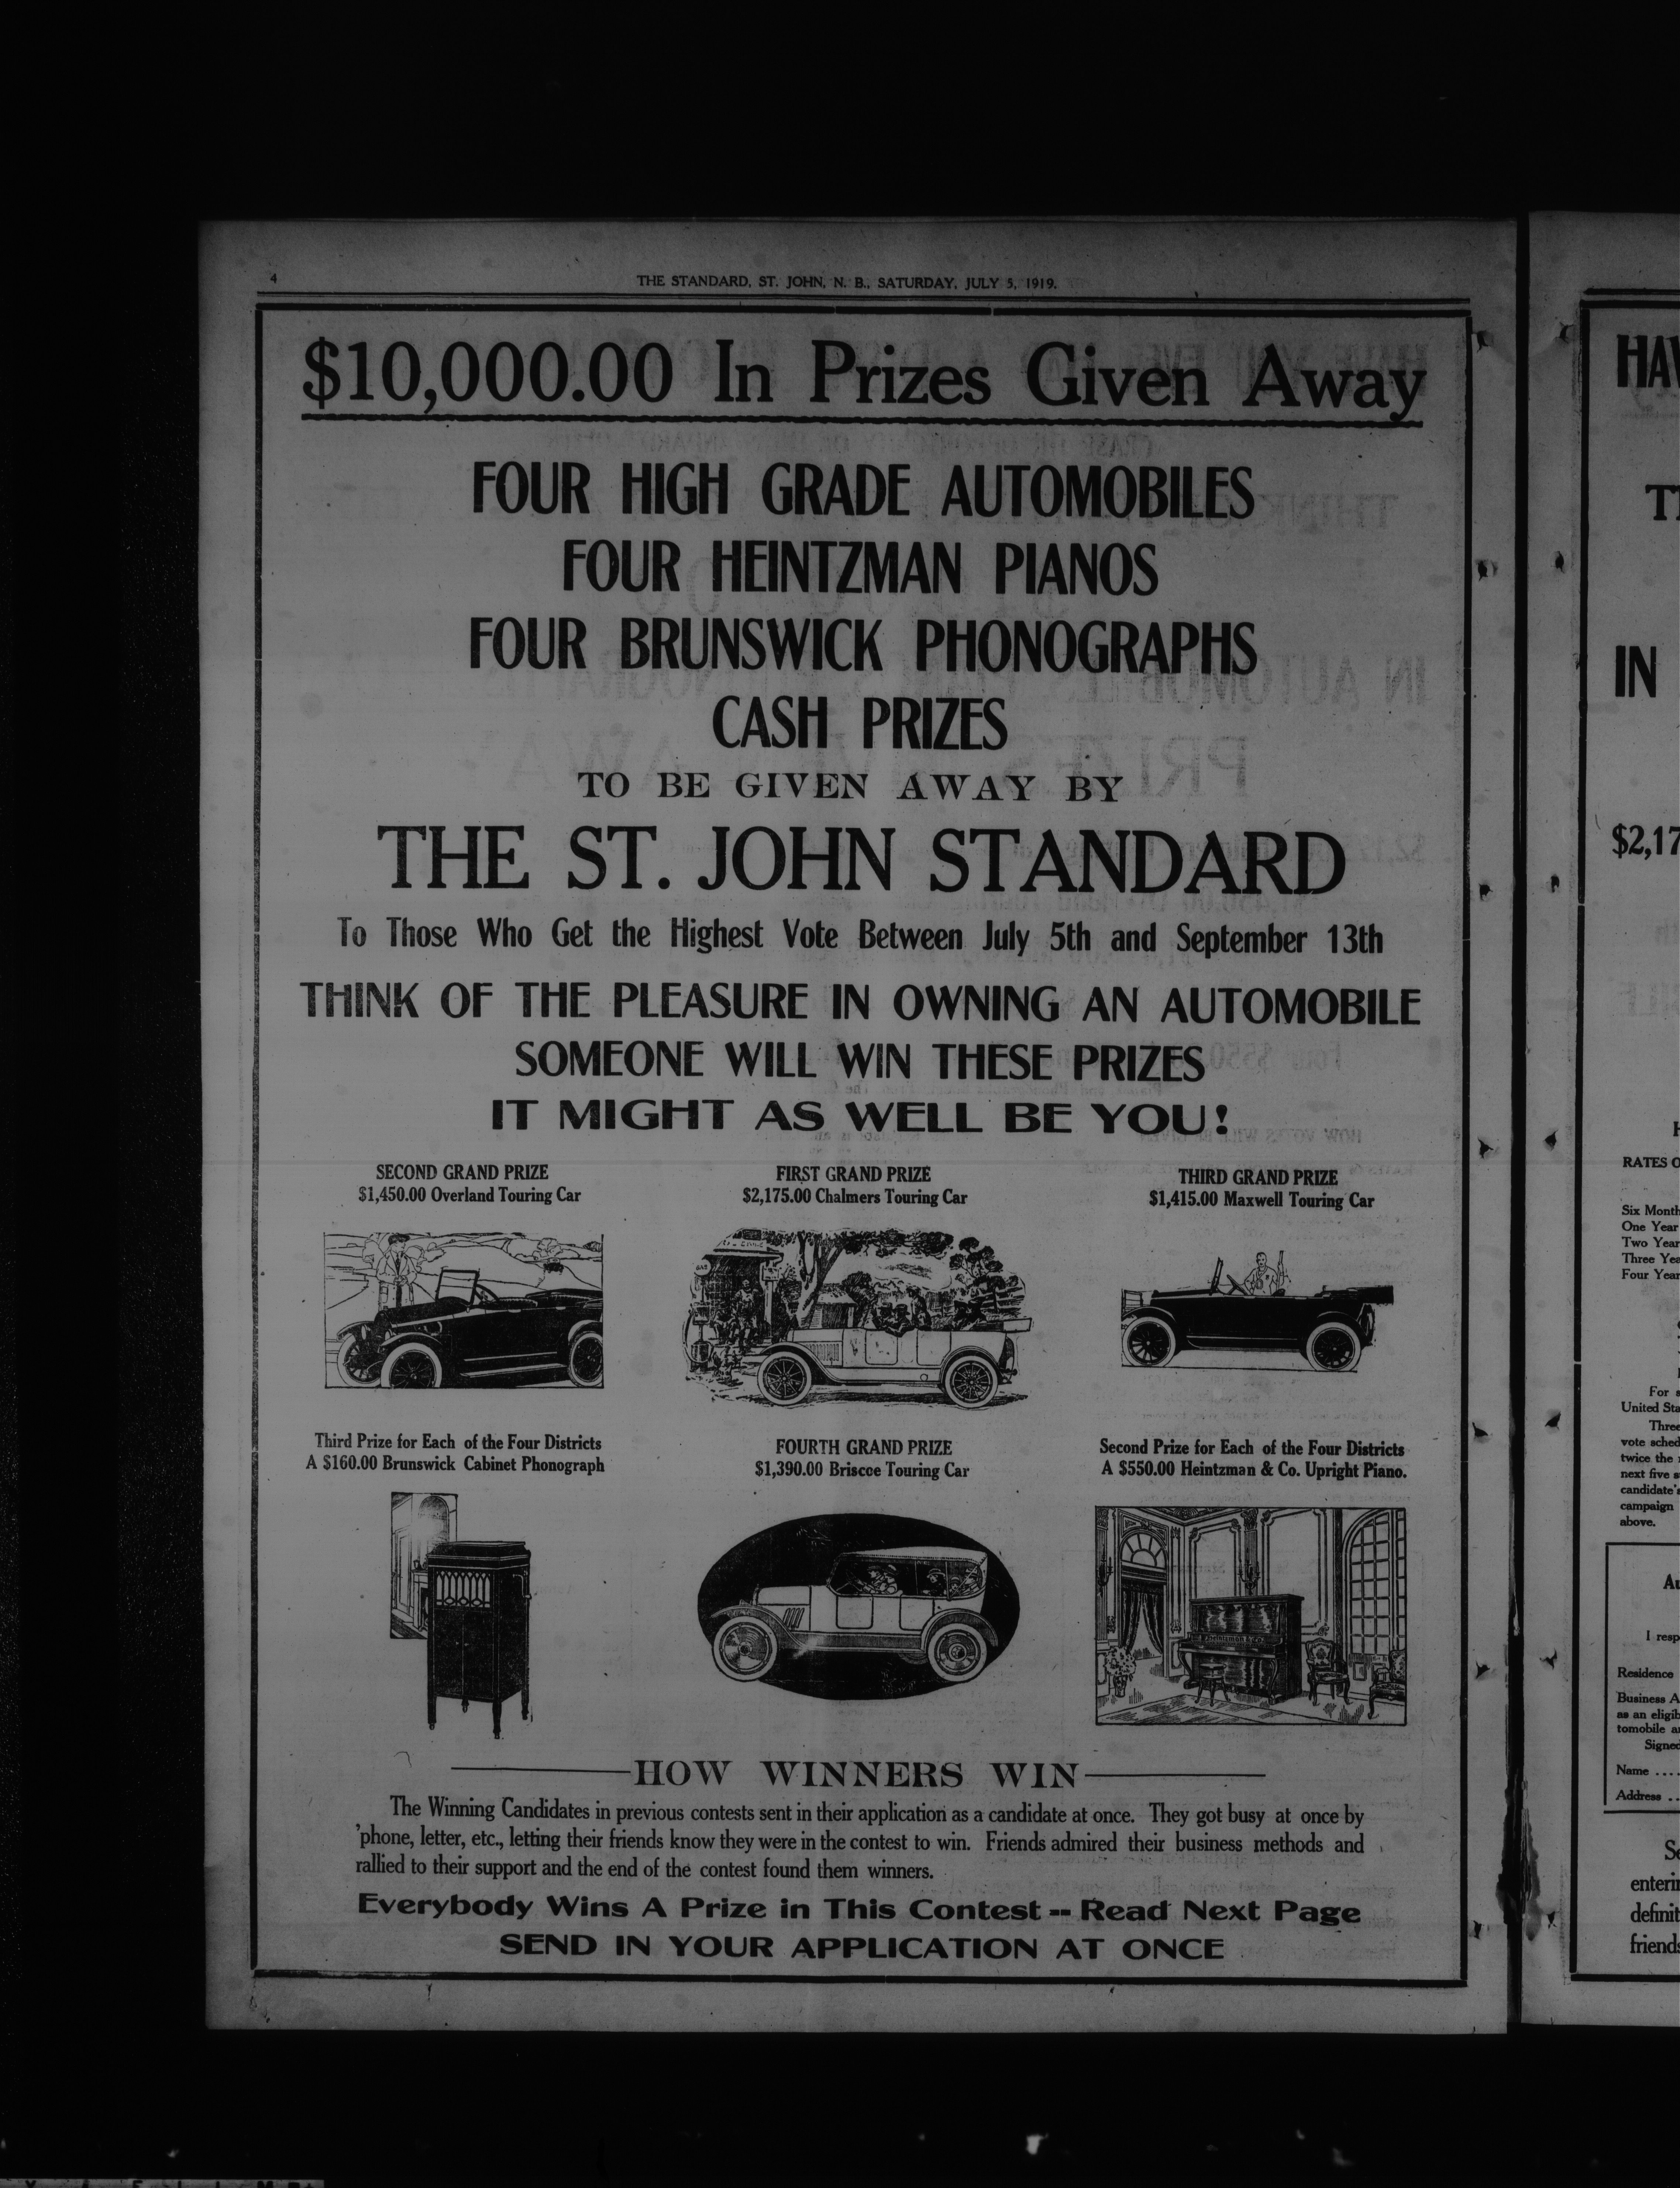 4
THE STANDARD, ST. JOHN, N. B., SATURDAY, JULY 5, 1919.
$10,000.00 In Prizes Given Away
FOUR HIGH GRADE AUTOMOBILES
FOUR HEINTZMAN PIANOS
FOUR BRUNSWICK PHONOGRAPHS
CASH PRIZES
TO BE GIVEN AWAY BY
THE ST. JOHN STANDARD
To Those Who Get the Highest Vote Between July 5th and September 13th
THINK OF THE PLEASURE IN OWNING AN AUTOMOBILE
SOMEONE WILL WIN THESE PRIZES
IT MIGHT AS WELL BE YOU!
SECOND GRAND PRIZE
$1,450.00 Overland Touring Car
FIRST GRAND PRIZE
$2,175.00 Chalmers Touring Car
THIRD GRAND PRIZE
$1,415.00 Maxwell Touring Car
Third Prize for Each of the Four Districts
A $160.00 Brunswick Cabinet Phonograph
FOURTH GRAND PRIZE
$1,390.00 Briscoe Touring Car
Second Prize for Each of the Four Districts
A $550.00 Heintzman & Co. Upright Piano.
HOW WINNERS WIN
The Winning Candidates in previous contests sent in their application as a candidate at once. They got busy at once by
'phone, letter, etc., letting their friends know they were in the contest to win. Friends admired their business methods and
rallied to their support and the end of the contest found them winners.
Everybody Wins A Prize in This Contest -- Read Next Page
SEND IN YOUR APPLICATION AT ONCE
IN
$2,17
RATES O
Six Month
One Year
Two Year
Three Yea
Four Year
For
United Sta
Three
vote sched
twice the
next five
candidate's
campaign
above.
I resp
Residence
Business A
as an eligib
tomobile
Signed
Name ....
Address ..
enterin
definit
friends